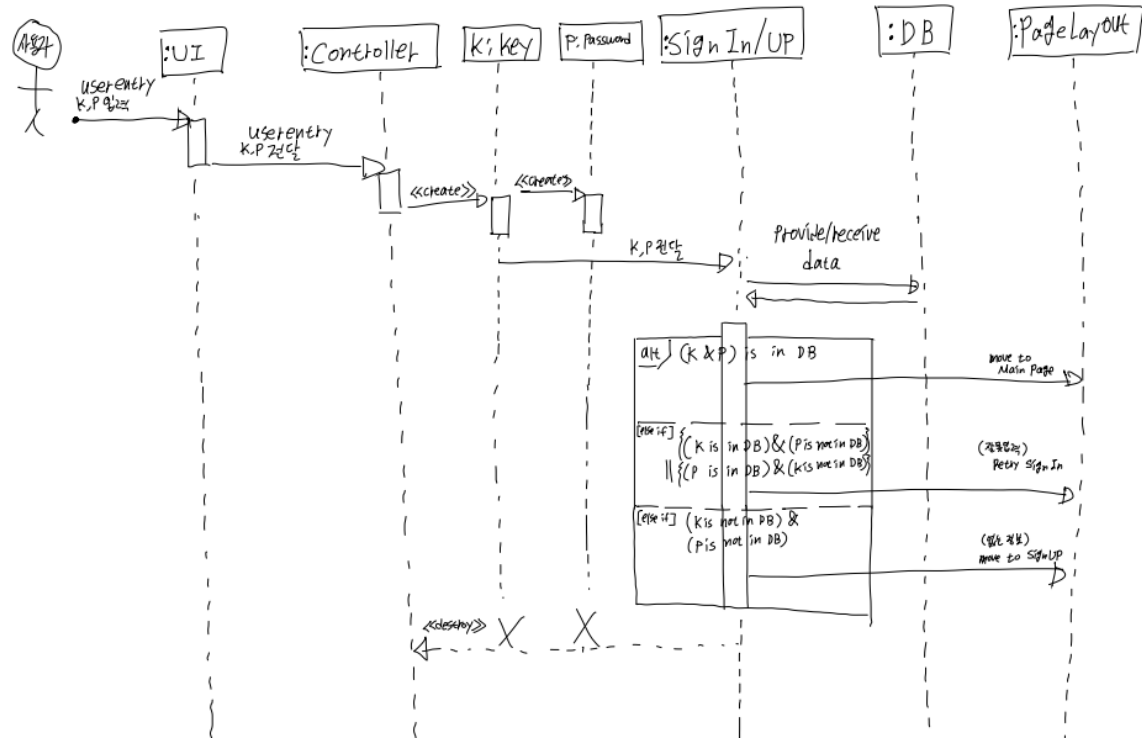 사용자
:UI
:Controller
K:Key
P:Password
:Sign In/UP
:DB
:PageLayout
userentry
K,P 입력
userentry
K,P 전달
<<create>>
<<create>>
K,P 전달
Provide/receive
data
alt (K & P) is in DB
move to
Main Page
[else if] {(K is in DB)&(P is not in DB)}
|| {(P is in DB)&(K is not in DB)}
(잘못입력)
Retry Sign In
[else if] (K is not in DB) &
(P is not in DB)
(없는 정보)
move to SignUP
<<destroy>>
X
X